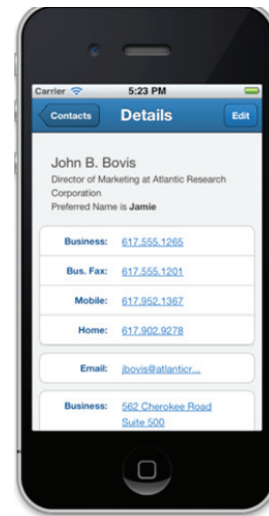 Carrier 5:23 PM
Contacts Details Edit
John B. Bovis
Director of Marketing at Atlantic Research
Corporation
Preferred Name is Jamie
Business: 617.555.1265
Bus. Fax: 617.555.1201
Mobile: 617.952.1367
Home: 617.902.9278
Email: jbovis@atlanticr...
Business: 562 Cherokee Road
Suite 500